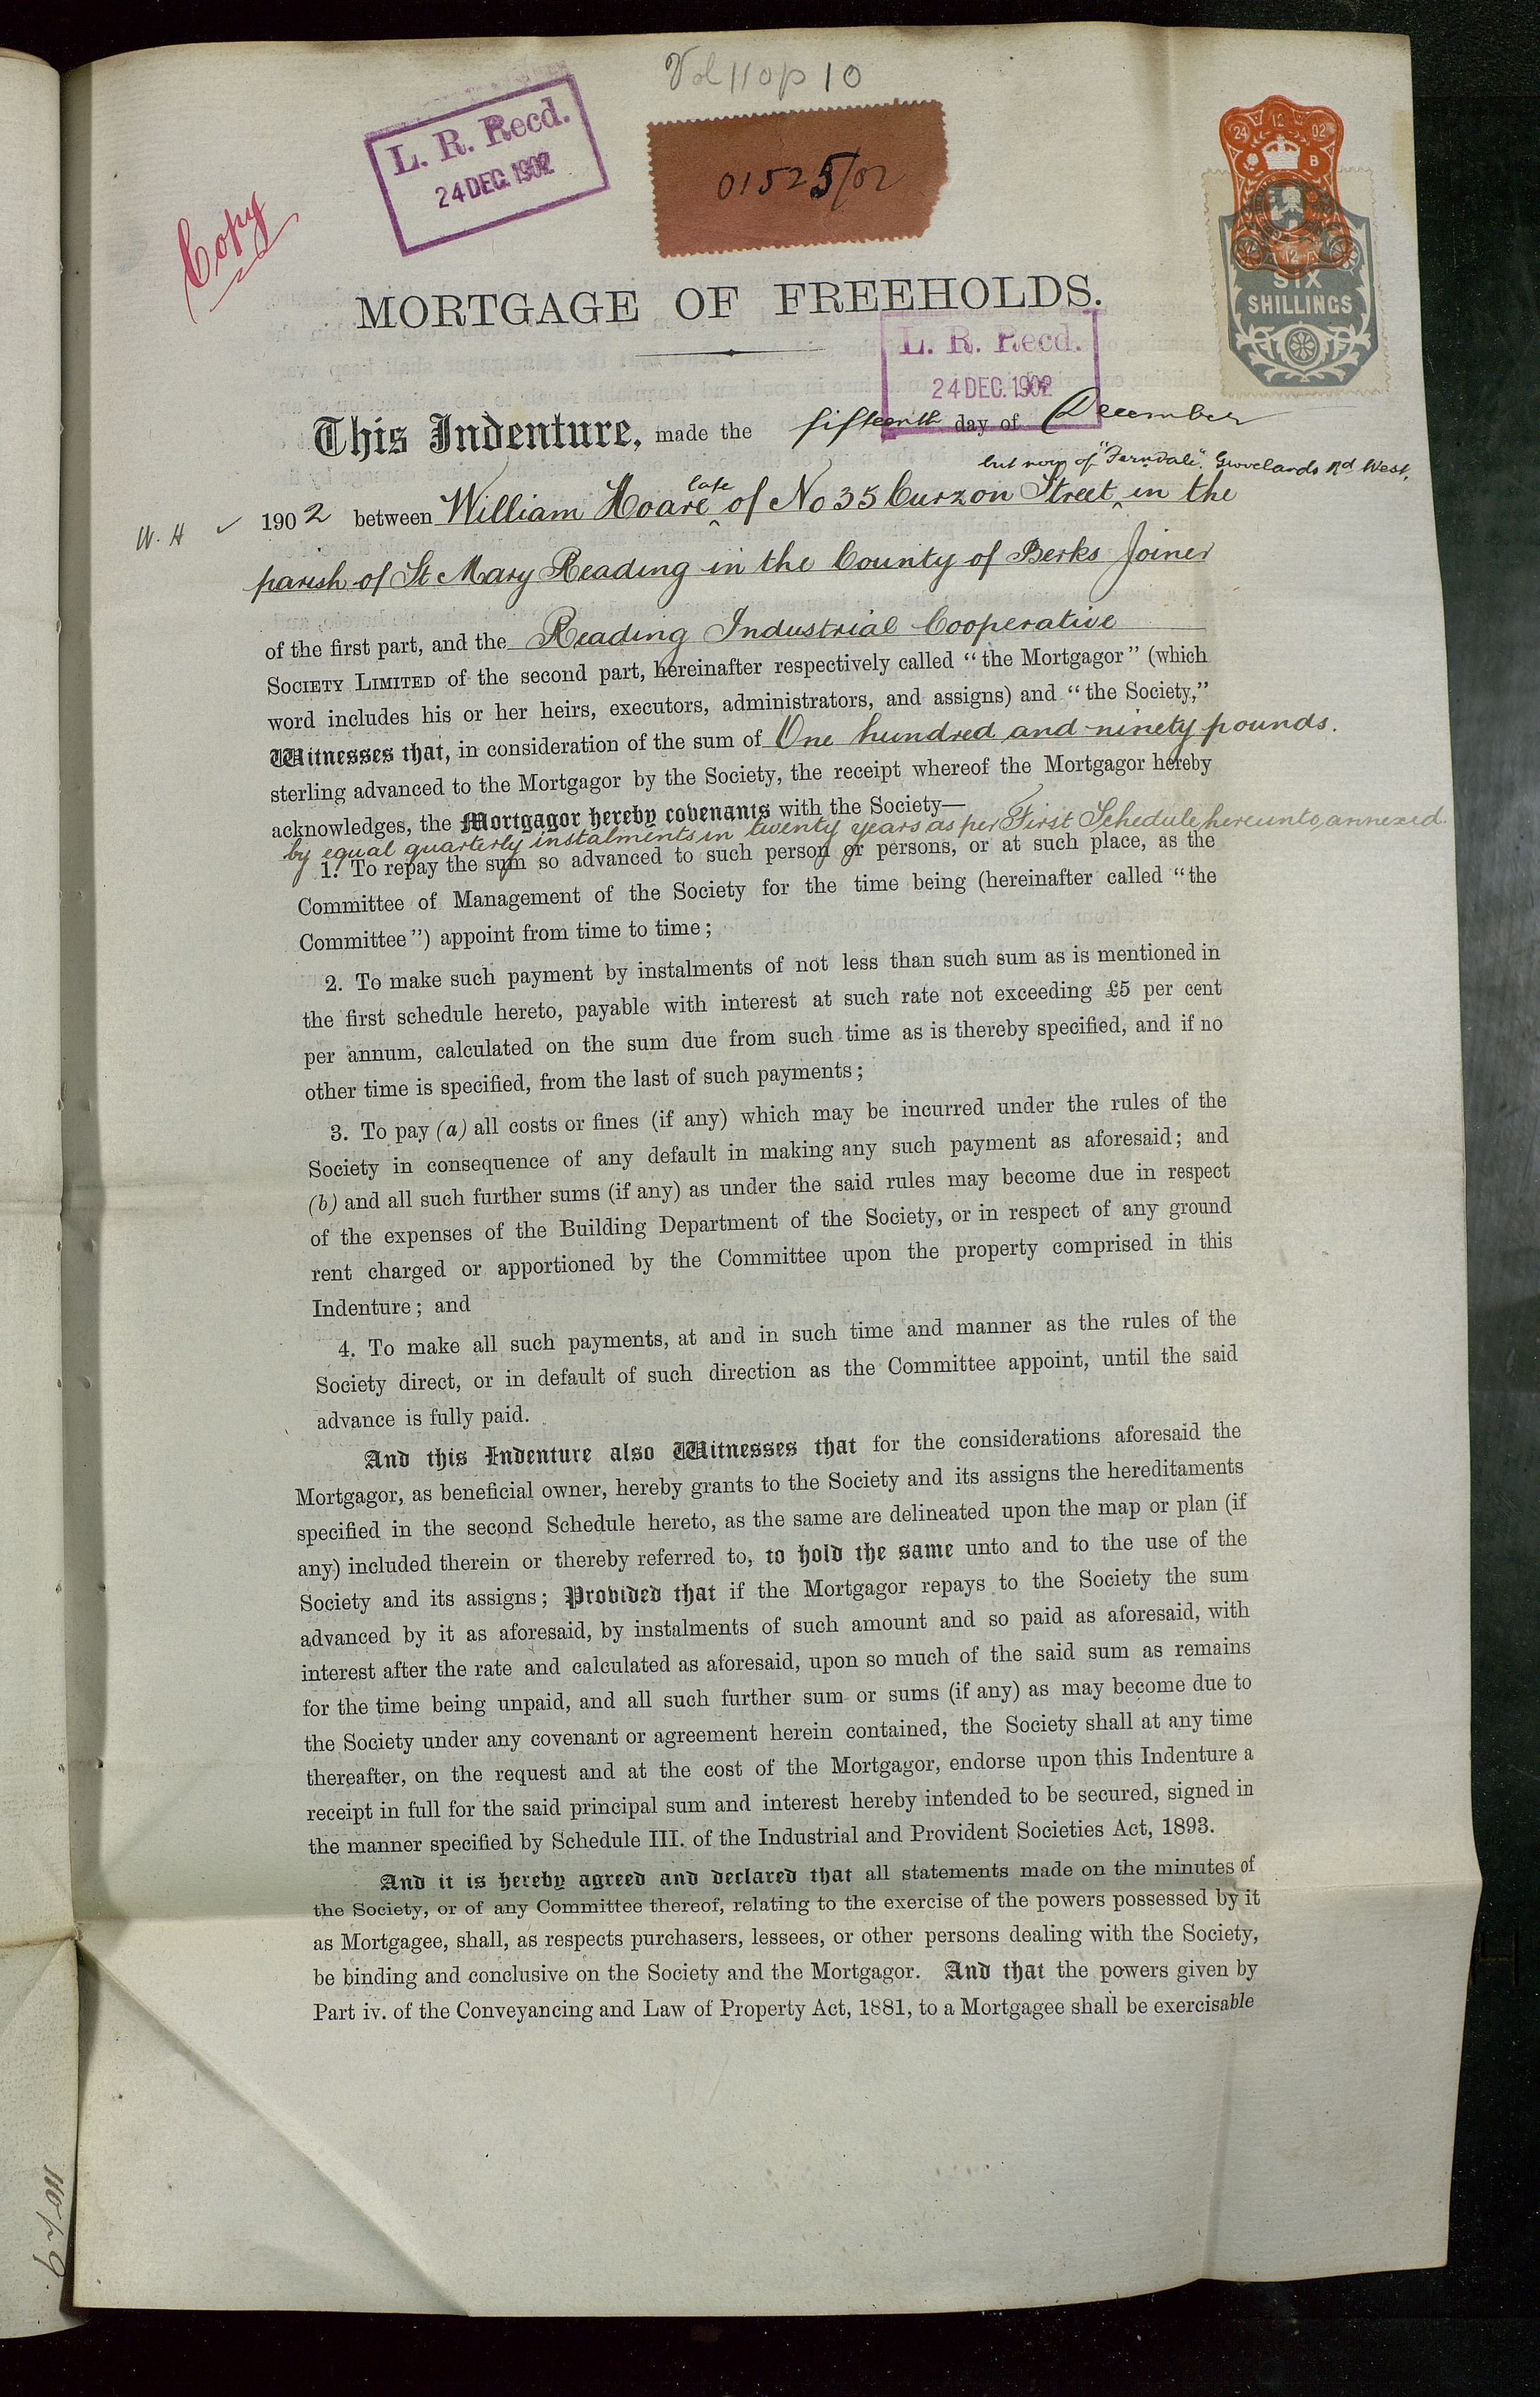 Vol 110 p 10
L. R. Recd.
24 DEC. 1902
01525/02
24 12 02
B
12
SIX
SHILLINGS
Copy
MORTGAGE OF FREEHOLDS.
L. R. Recd.
24 DEC. 1902
This Indenture, made the fifteenth day of December
but now of "Ferndale". Grovelands Rd West,
late
W. H
1902 between William Hoare ‸ of No 35 Curzon Street ‸ in the
parish of St Mary Reading in the County of Berks Joiner
of the first part, and the Reading Industrial Cooperative
SOCIETY LIMITED of the second part, hereinafter respectively called "the Mortgagor" (which
word includes his or her heirs, executors, administrators, and assigns) and "the Society,"
Witnesses that, in consideration of the sum of One hundred and ninety pounds.
sterling advanced to the Mortgagor by the Society, the receipt whereof the Mortgagor hereby
acknowledges, the Mortgagor hereby covenants with the Society—
by equal quarterly instalments in twenty years as per First Schedule hereunto annexed.
1. To repay the sum so advanced to such person or persons, or at such place, as the
Committee of Management of the Society for the time being (hereinafter called "the
Committee") appoint from time to time;
2. To make such payment by instalments of not less than such sum as is mentioned in
the first schedule hereto, payable with interest at such rate not exceeding £5 per cent
per annum, calculated on the sum due from such time as is thereby specified, and if no
other time is specified, from the last of such payments;
3. To pay (a) all costs or fines (if any) which may be incurred under the rules of the
Society in consequence of any default in making any such payment as aforesaid; and
(b) and all such further sums (if any) as under the said rules may become due in respect
of the expenses of the Building Department of the Society, or in respect of any ground
rent charged or apportioned by the Committee upon the property comprised in this
Indenture; and
4. To make all such payments, at and in such time and manner as the rules of the
Society direct, or in default of such direction as the Committee appoint, until the said
advance is fully paid.
And this Indenture also Witnesses that for the considerations aforesaid the
Mortgagor, as beneficial owner, hereby grants to the Society and its assigns the hereditaments
specified in the second Schedule hereto, as the same are delineated upon the map or plan (if
any) included therein or thereby referred to, to hold the same unto and to the use of the
Society and its assigns; Provided that if the Mortgagor repays to the Society the sum
advanced by it as aforesaid, by instalments of such amount and so paid as aforesaid, with
interest after the rate and calculated as aforesaid, upon so much of the said sum as remains
for the time being unpaid, and all such further sum or sums (if any) as may become due to
the Society under any covenant or agreement herein contained, the Society shall at any time
thereafter, on the request and at the cost of the Mortgagor, endorse upon this Indenture a
receipt in full for the said principal sum and interest hereby intended to be secured, signed in
the manner specified by Schedule III. of the Industrial and Provident Societies Act, 1893.
And it is hereby agreed and declared that all statements made on the minutes of
the Society, or of any Committee thereof, relating to the exercise of the powers possessed by it
as Mortgagee, shall, as respects purchasers, lessees, or other persons dealing with the Society,
be binding and conclusive on the Society and the Mortgagor. And that the powers given by
Part iv. of the Conveyancing and Law of Property Act, 1881, to a Mortgagee shall be exercisable
110 p 9